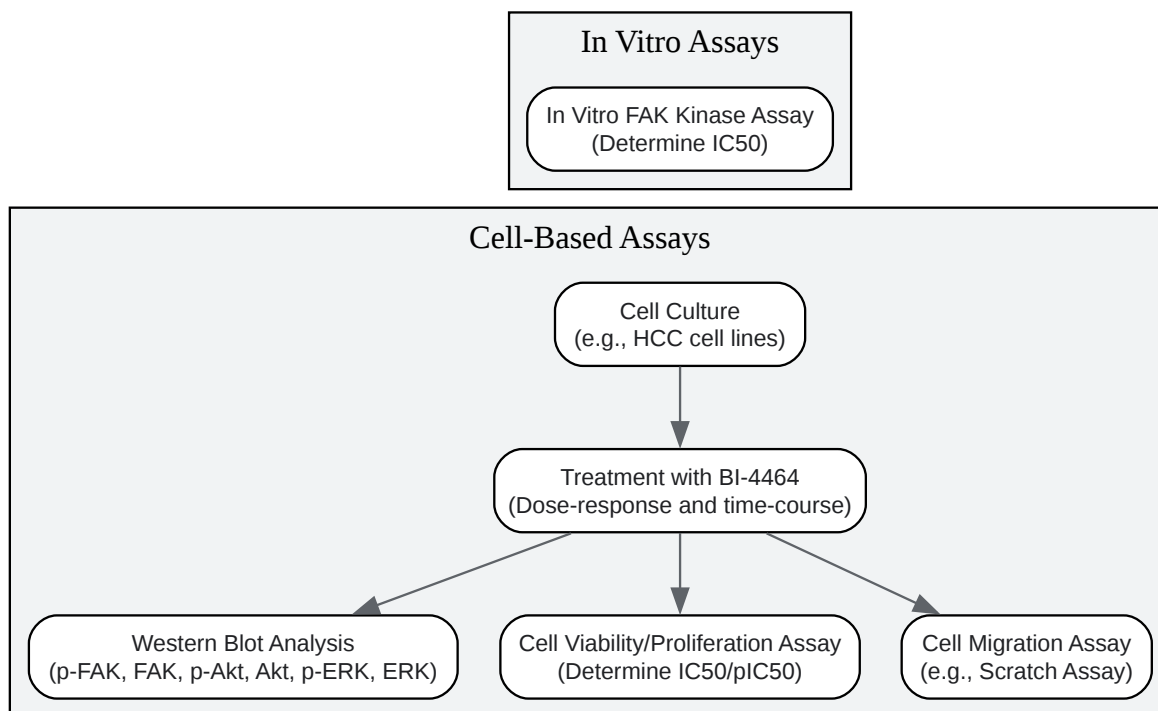 In Vitro Assays
In Vitro FAK Kinase Assay
(Determine IC50)
Cell-Based Assays
Cell Culture
(e.g., HCC cell lines)
Treatment with BI-4464
(Dose-response and time-course)
Western Blot Analysis
(p-FAK, FAK, p-Akt, Akt, p-ERK, ERK)
Cell Viability/Proliferation Assay
(Determine IC50/pIC50)
Cell Migration Assay
(e.g., Scratch Assay)